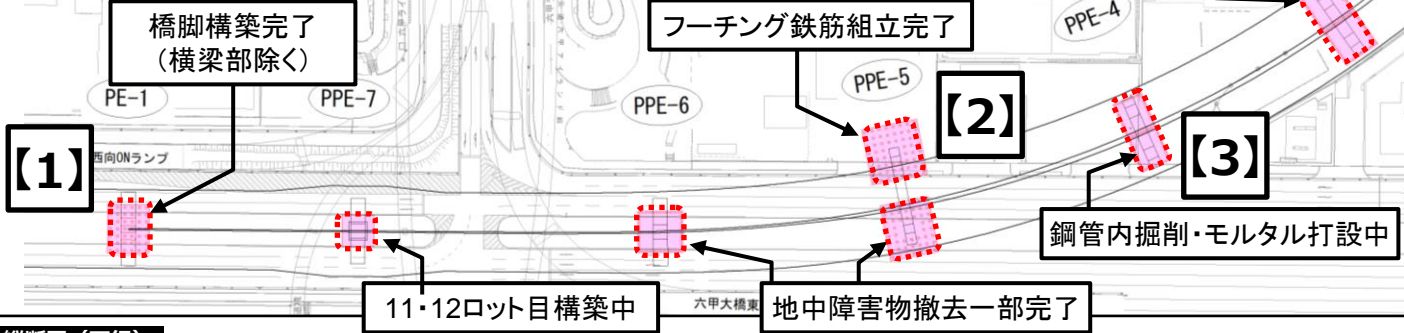 橋脚構築完了
（横梁部除く）
フーチング鉄筋組立完了
PPE-4
PE-1
PPE-7
PPE-6
PPE-5
【2】
【1】
西向ONランプ
【3】
鋼管内掘削・モルタル打設中
11・12ロット目構築中
六甲大橋東
地中障害物撤去一部完了